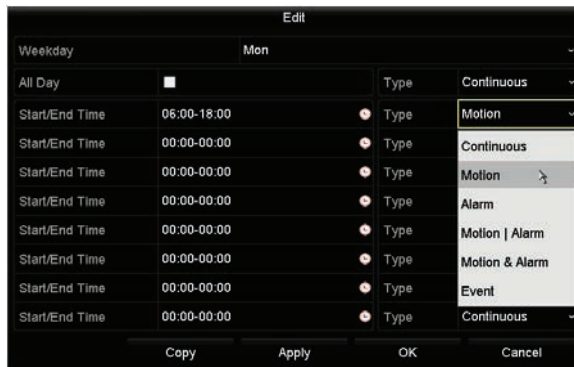 Edit
Weekday Mon
All Day Type Continuous
Start/End Time 06:00-18:00 Type Motion
Start/End Time 00:00-00:00 Type Continuous
Start/End Time 00:00-00:00 Type Motion
Start/End Time 00:00-00:00 Type Alarm
Start/End Time 00:00-00:00 Type Motion | Alarm
Start/End Time 00:00-00:00 Type Motion & Alarm
Start/End Time 00:00-00:00 Type Event
Start/End Time 00:00-00:00 Type Continuous
Copy Apply OK Cancel